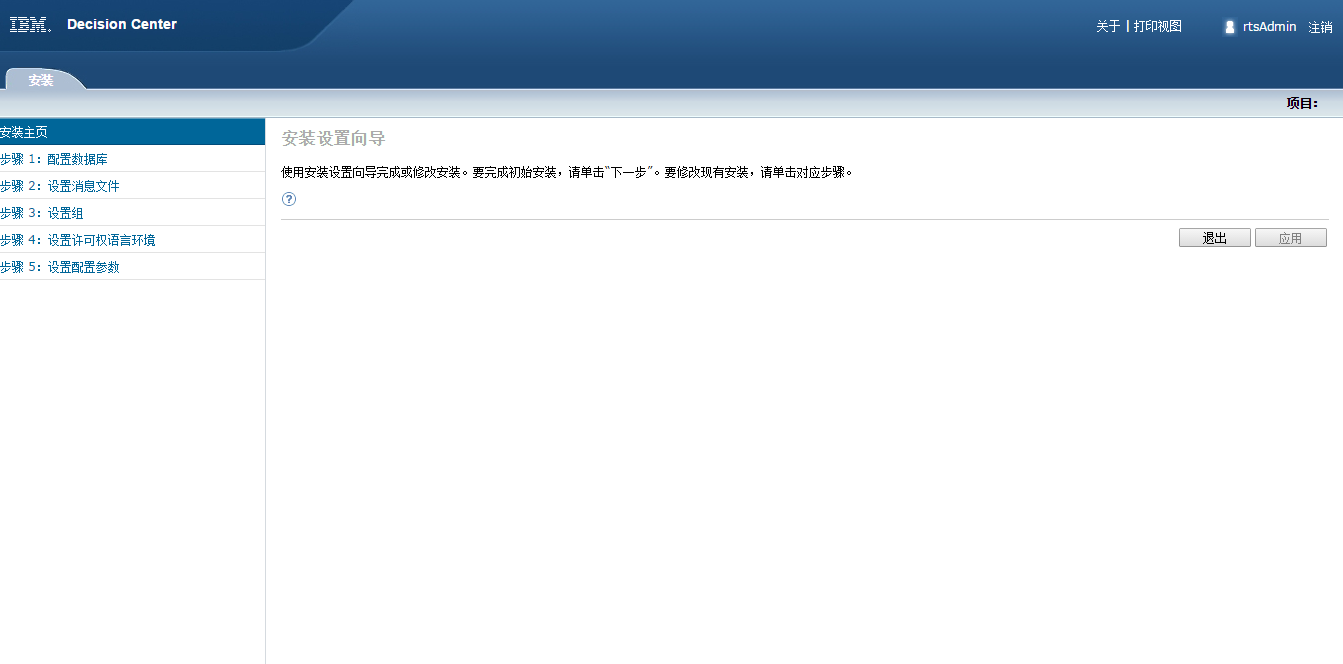 IBM. Decision Center
关于 | 打印视图 rtsAdmin 注销
安装
项目:
安装主页
步骤 1: 配置数据库
步骤 2: 设置消息文件
步骤 3: 设置组
步骤 4: 设置许可权语言环境
步骤 5: 设置配置参数
安装设置向导
使用安装设置向导完成或修改安装。要完成初始安装，请单击“下一步”。要修改现有安装，请单击对应步骤。
?
退出 应用